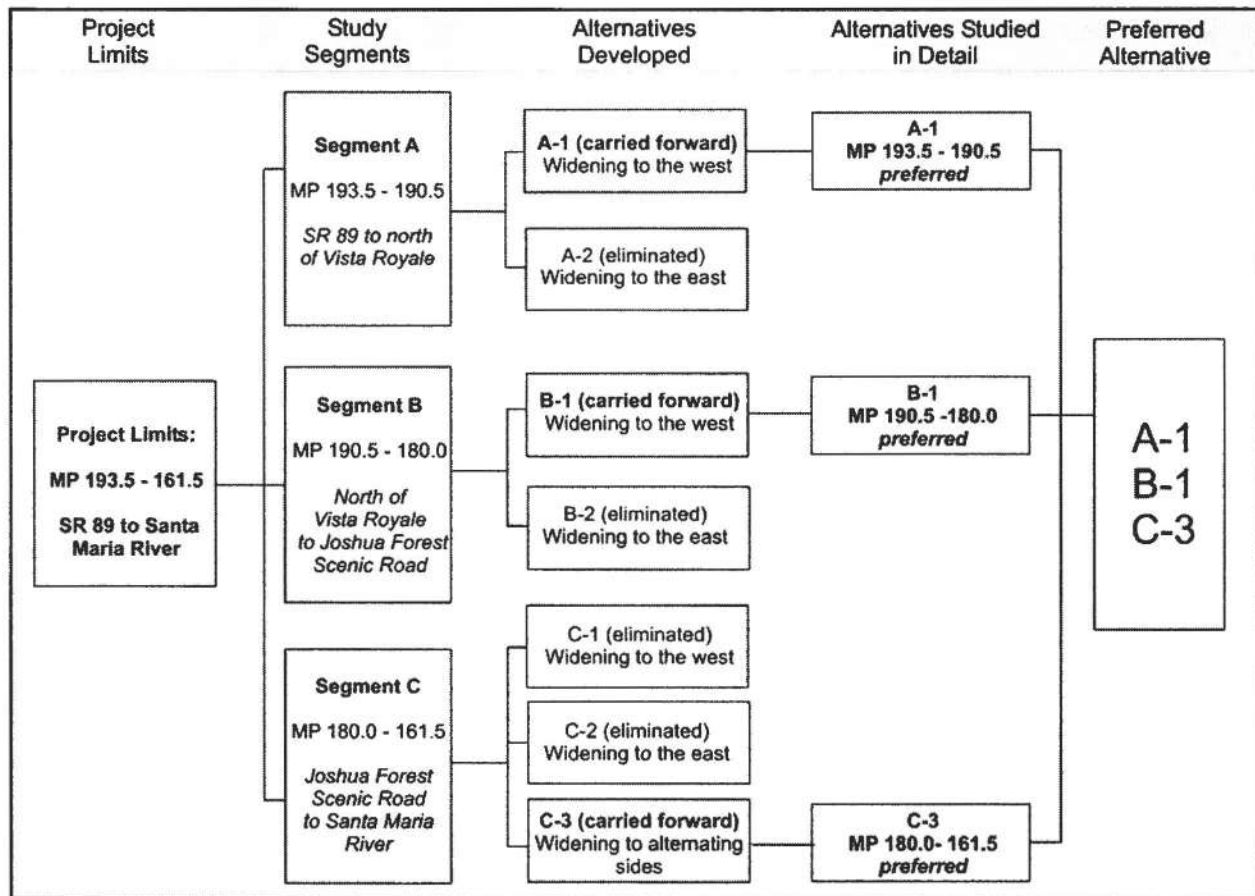 Project
Limits
Study
Segments
Alternatives
Developed
Alternatives Studied
in Detail
Preferred
Alternative
Project Limits:
MP 193.5 - 161.5
SR 89 to Santa
Maria River
Segment A
MP 193.5 - 190.5
SR 89 to north
of Vista Royale
Segment B
MP 190.5 - 180.0
North of
Vista Royale
to Joshua Forest
Scenic Road
Segment C
MP 180.0 - 161.5
Joshua Forest
Scenic Road
to Santa Maria
River
A-1 (carried forward)
Widening to the west
A-2 (eliminated)
Widening to the east
B-1 (carried forward)
Widening to the west
B-2 (eliminated)
Widening to the east
C-1 (eliminated)
Widening to the west
C-2 (eliminated)
Widening to the east
C-3 (carried forward)
Widening to alternating
sides
A-1
MP 193.5 - 190.5
preferred
B-1
MP 190.5 -180.0
preferred
C-3
MP 180.0- 161.5
preferred
A-1
B-1
C-3